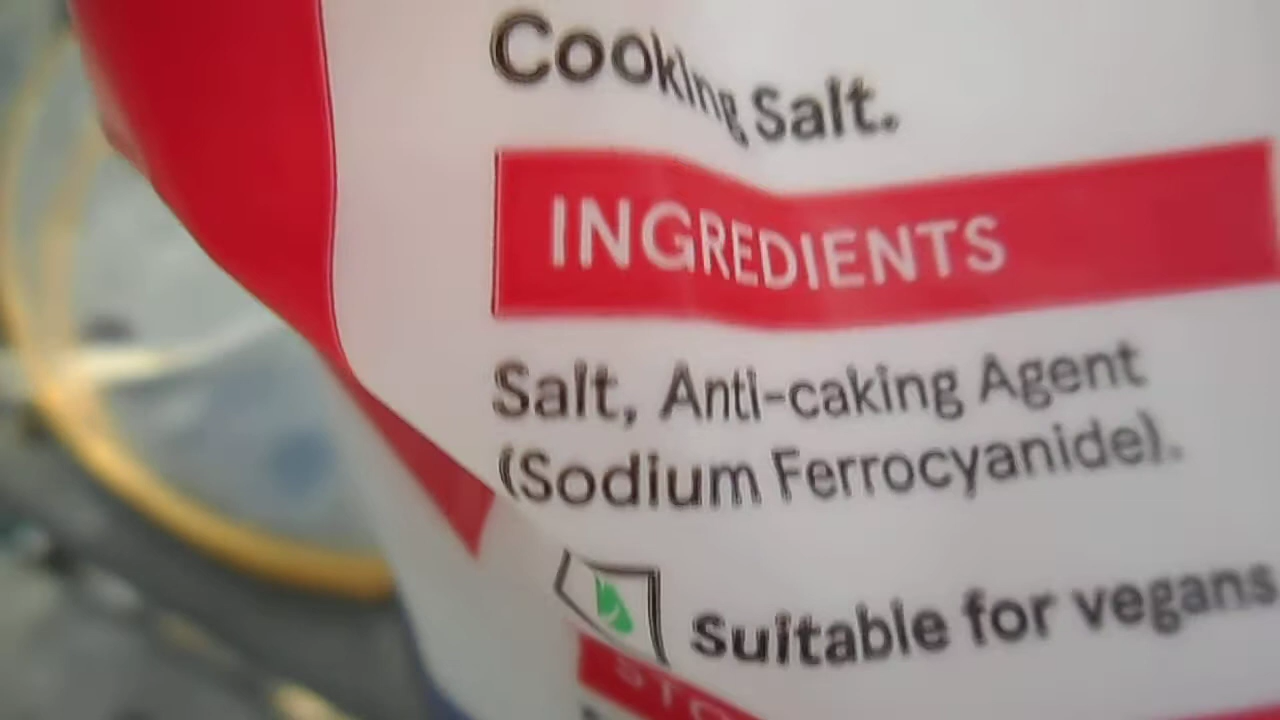 Cooking Salt.
INGREDIENTS
Salt, Anti-caking Agent
(Sodium Ferrocyanide).
Suitable for vegans